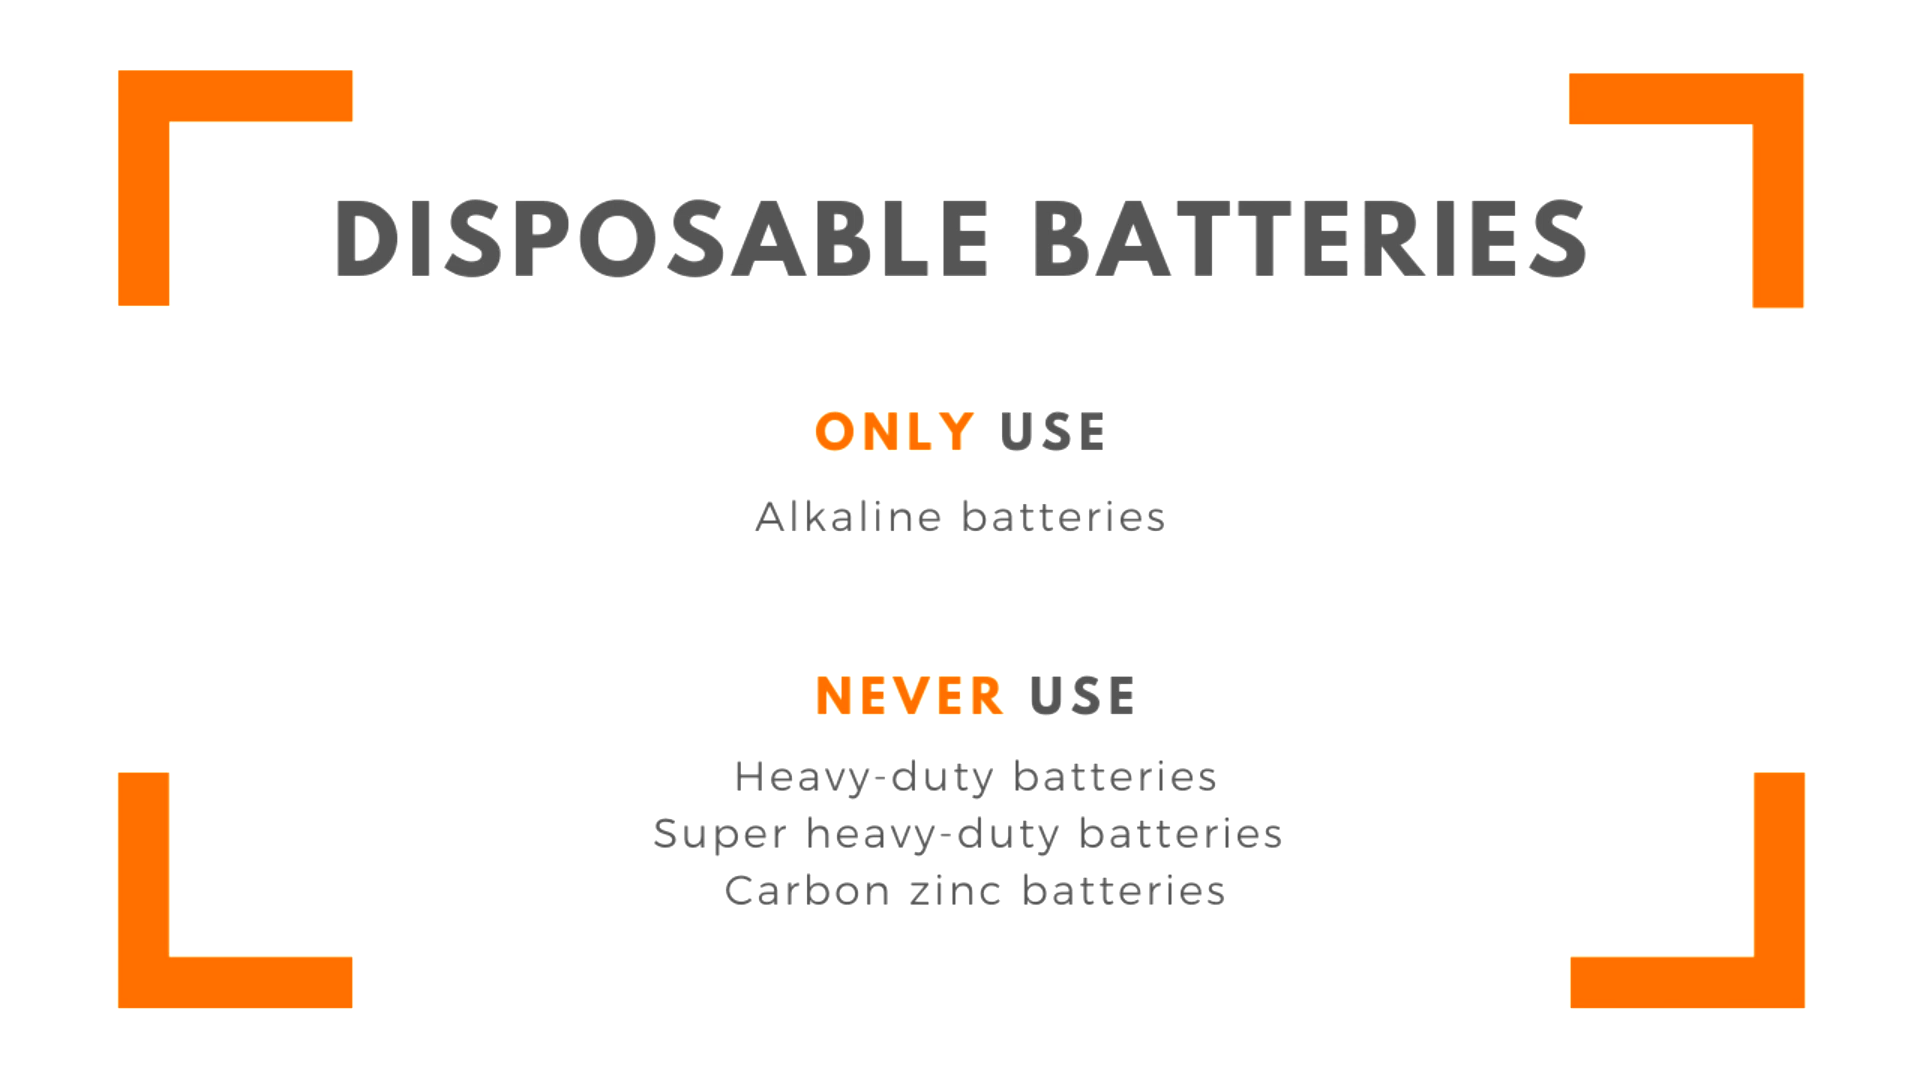 DISPOSABLE BATTERIES
ONLY USE
Alkaline batteries
NEVER USE
Heavy-duty batteries
Super heavy-duty batteries
Carbon zinc batteries